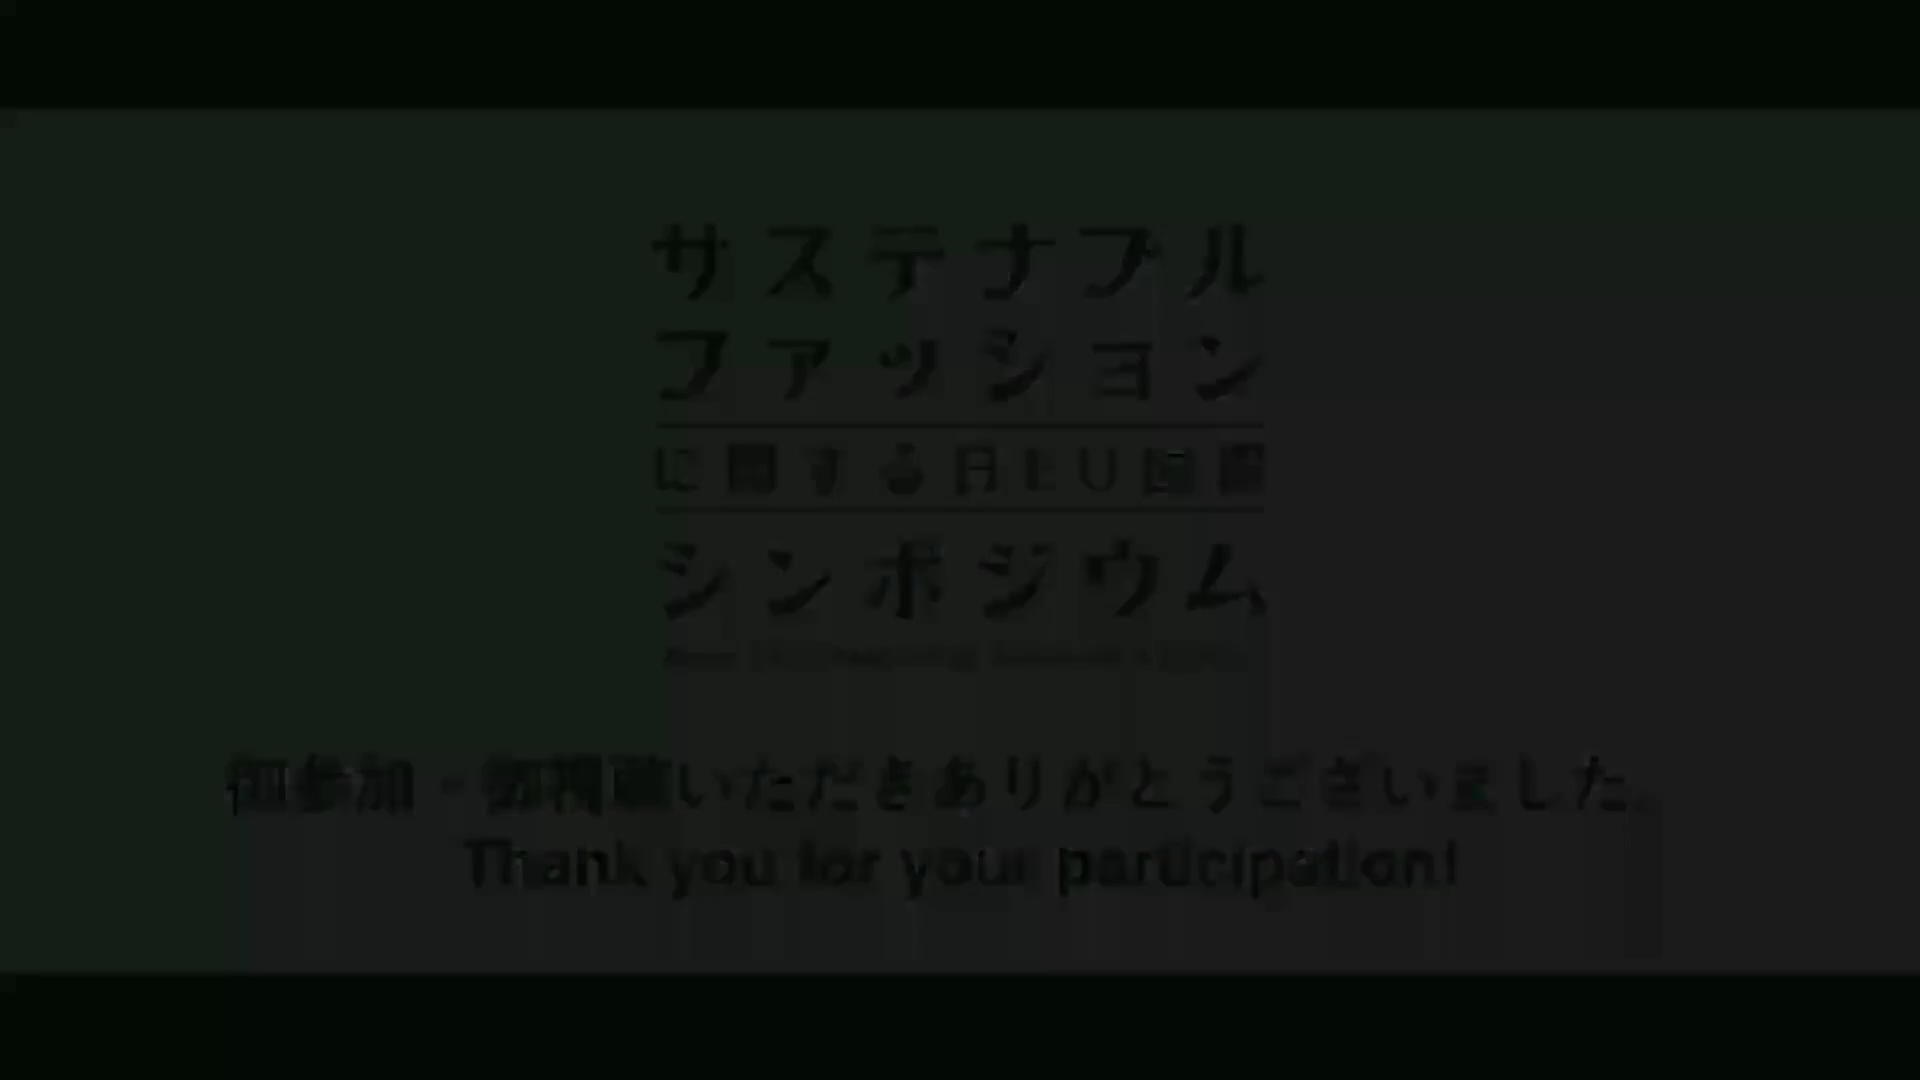 サステナブル
ファッション
に関する日EU国際
シンポジウム
御参加・御視聴いただきありがとうございました。
Thank you for your participation!